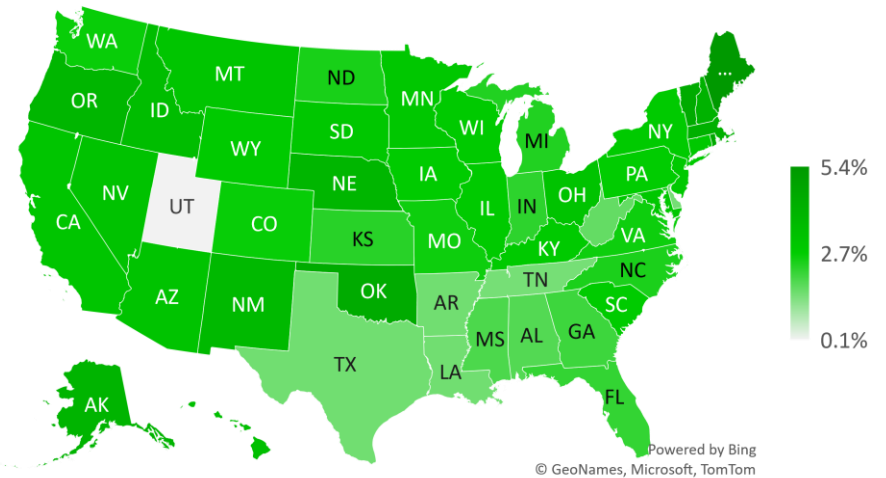 WA
MT
ND
MN
...
OR
ID
SD
WI
MI
NY
WY
IA
PA
NE
NV
UT
IL
IN
OH
CA
CO
KS
MO
KY
VA
AZ
NM
OK
AR
TN
NC
SC
MS
AL
GA
TX
LA
FL
AK
5.4%
2.7%
0.1%
Powered by Bing
© GeoNames, Microsoft, TomTom